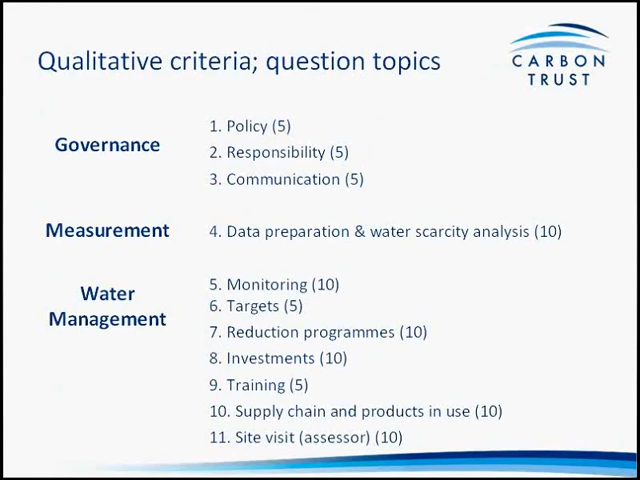 Qualitative criteria; question topics
CARBON
TRUST
Governance
1. Policy (5)
2. Responsibility (5)
3. Communication (5)
Measurement
4. Data preparation & water scarcity analysis (10)
Water
Management
5. Monitoring (10)
6. Targets (5)
7. Reduction programmes (10)
8. Investments (10)
9. Training (5)
10. Supply chain and products in use (10)
11. Site visit (assessor) (10)